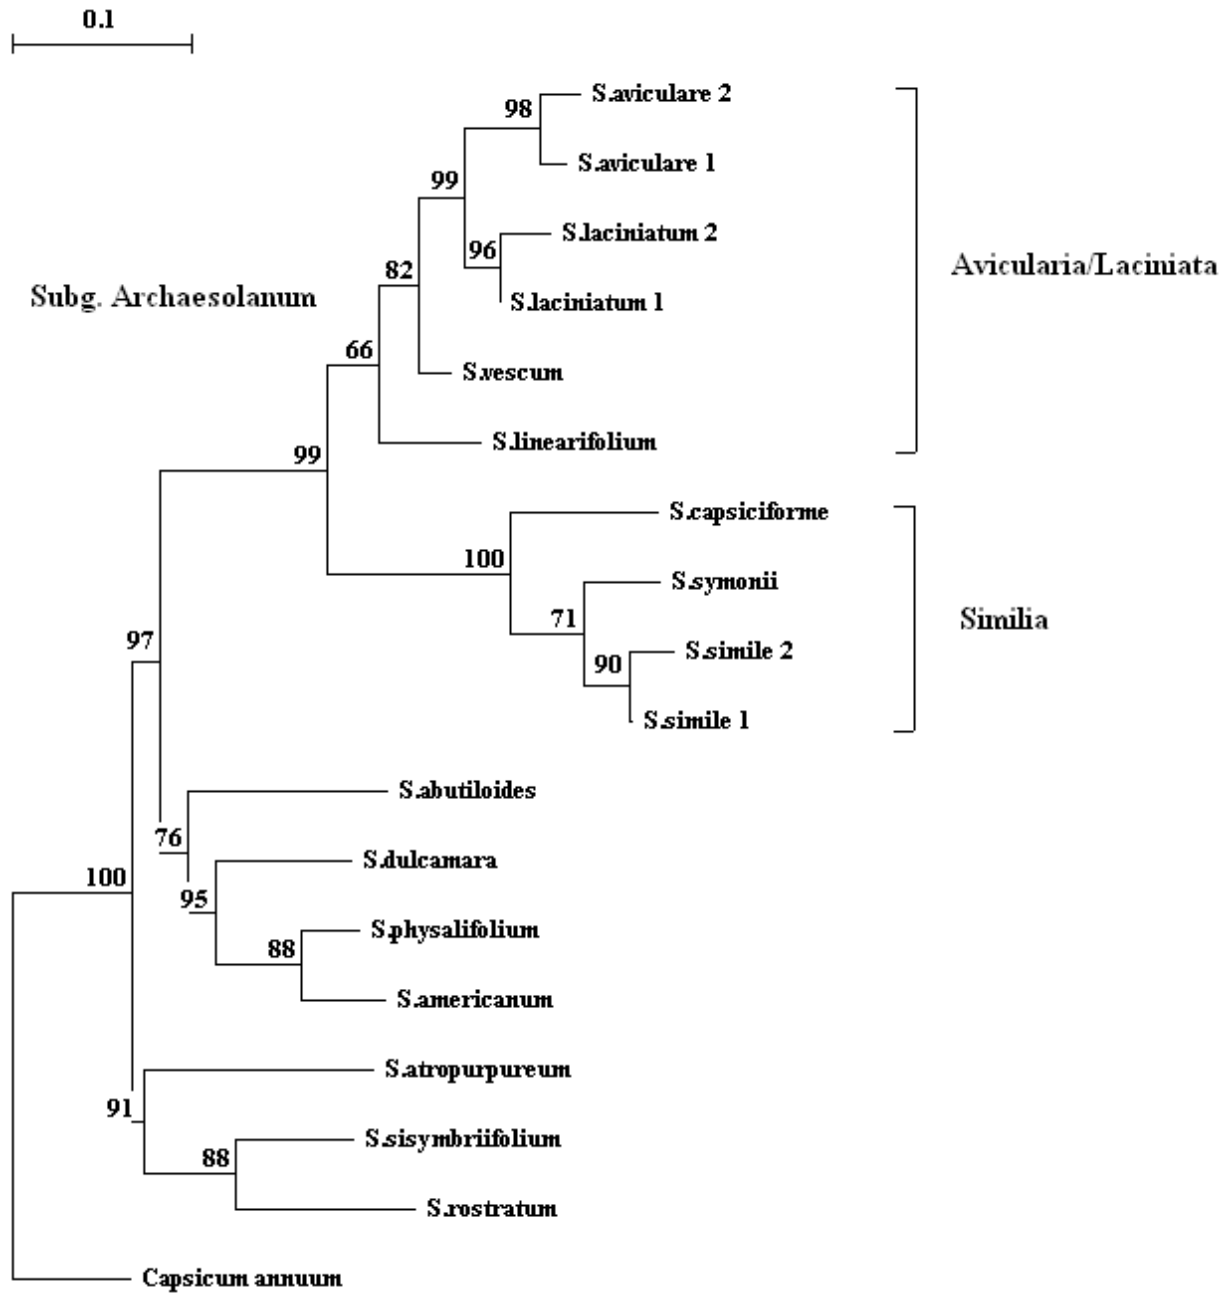 0.1
S.aviculare 2
98
S.aviculare 1
99
S.laciniatum 2
96
Avicularia/Laciniata
82
Subg. Archaesolanum
S.laciniatum 1
66
S.vescum
S.linearifolium
99
S.capsiciforme
100
S.symonii
71
Similia
97
S.simile 2
90
S.simile 1
S.abutiloides
76
S.dulcamara
100
95
S.physalifolium
88
S.americanum
S.atropurpureum
91
S.sisymbriifolium
88
S.rostratum
Capsicum annuum